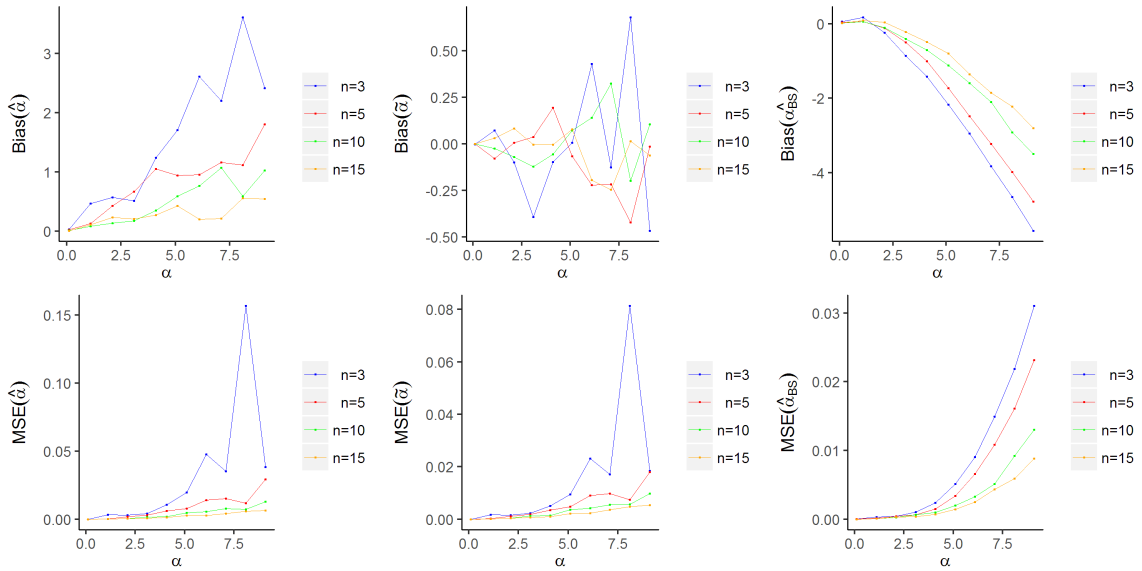 Bias(α̂)
3
2
1
0
0.0 2.5 5.0 7.5
α
n=3
n=5
n=10
n=15
Bias(α̃)
0.50
0.25
0.00
-0.25
-0.50
0.0 2.5 5.0 7.5
α
n=3
n=5
n=10
n=15
Bias(α̂BS)
0
-2
-4
0.0 2.5 5.0 7.5
α
n=3
n=5
n=10
n=15
MSE(α̂)
0.15
0.10
0.05
0.00
0.0 2.5 5.0 7.5
α
n=3
n=5
n=10
n=15
MSE(α̃)
0.08
0.06
0.04
0.02
0.00
0.0 2.5 5.0 7.5
α
n=3
n=5
n=10
n=15
MSE(α̂BS)
0.03
0.02
0.01
0.00
0.0 2.5 5.0 7.5
α
n=3
n=5
n=10
n=15